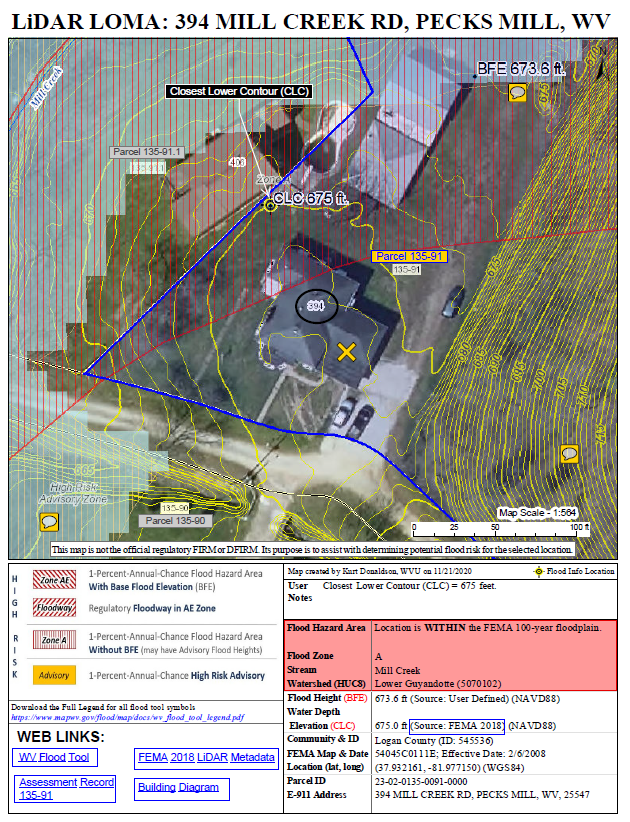 LiDAR LOMA: 394 MILL CREEK RD, PECKS MILL, WV
Mill Creek
BFE 673.6 ft.
Closest Lower Contour (CLC)
Parcel 135-91.1
CLC 675 ft.
Parcel 135-91
135-91
394
High Risk
Advisory Zone
135-90
Parcel 135-90
Map Scale - 1:564
0 25 50 100 ft
This map is not the official regulatory FIRM or DFIRM. Its purpose is to assist with determining potential flood risk for the selected location.
HIGH RISK
Zone AE
1-Percent-Annual-Chance Flood Hazard Area
With Base Flood Elevation (BFE)
Floodway
Regulatory Floodway in AE Zone
Zone A
1-Percent-Annual-Chance Flood Hazard Area
Without BFE (may have Advisory Flood Heights)
Advisory
1-Percent-Annual-Chance High Risk Advisory
Download the Full Legend for all flood tool symbols
https://www.mapwv.gov/flood/map/docs/wv_flood_tool_legend.pdf
WEB LINKS:
WV Flood Tool
FEMA 2018 LiDAR Metadata
Assessment Record
135-91
Building Diagram
Map created by Kurt Donaldson, WVU on 11/21/2020
Flood Info Location
User Notes
Closest Lower Contour (CLC) = 675 feet.
Flood Hazard Area Location is WITHIN the FEMA 100-year floodplain.
Flood Zone A
Stream Mill Creek
Watershed (HUC8) Lower Guyandotte (5070102)
Flood Height (BFE) 673.6 ft (Source: User Defined) (NAVD88)
Water Depth
Elevation (CLC) 675.0 ft (Source: FEMA 2018) (NAVD88)
Community & ID Logan County (ID: 545536)
FEMA Map & Date 54045C0111E; Effective Date: 2/6/2008
Location (lat, long) (37.932161, -81.977150) (WGS84)
Parcel ID 23-02-0135-0091-0000
E-911 Address 394 MILL CREEK RD, PECKS MILL, WV, 25547